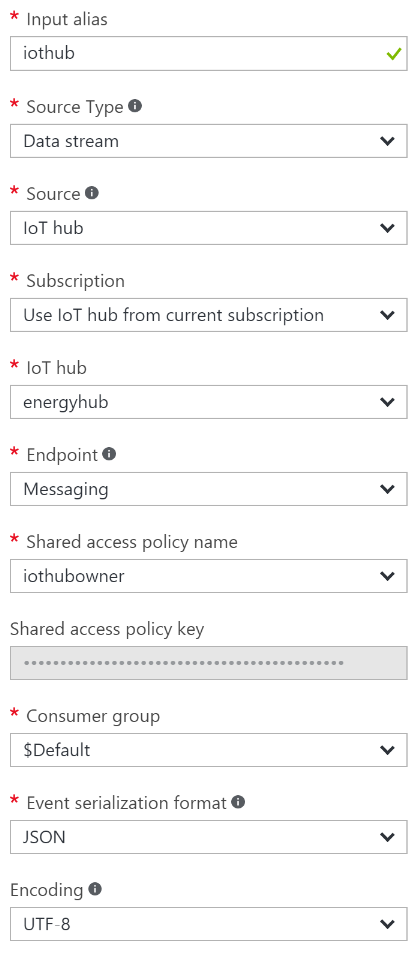 * Input alias
iothub
* Source Type
Data stream
* Source
IoT hub
* Subscription
Use IoT hub from current subscription
* IoT hub
energyhub
* Endpoint
Messaging
* Shared access policy name
iothubowner
Shared access policy key
••••••••••••••••••••••••••••••••••••••••••••
* Consumer group
$Default
* Event serialization format
JSON
Encoding
UTF-8